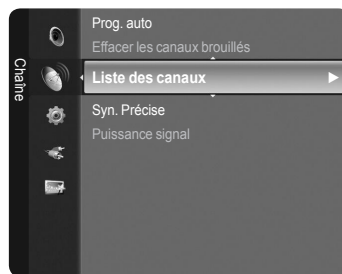 Chaîne
Prog. auto
Effacer les canaux brouillés
Liste des canaux
Syn. Précise
Puissance signal